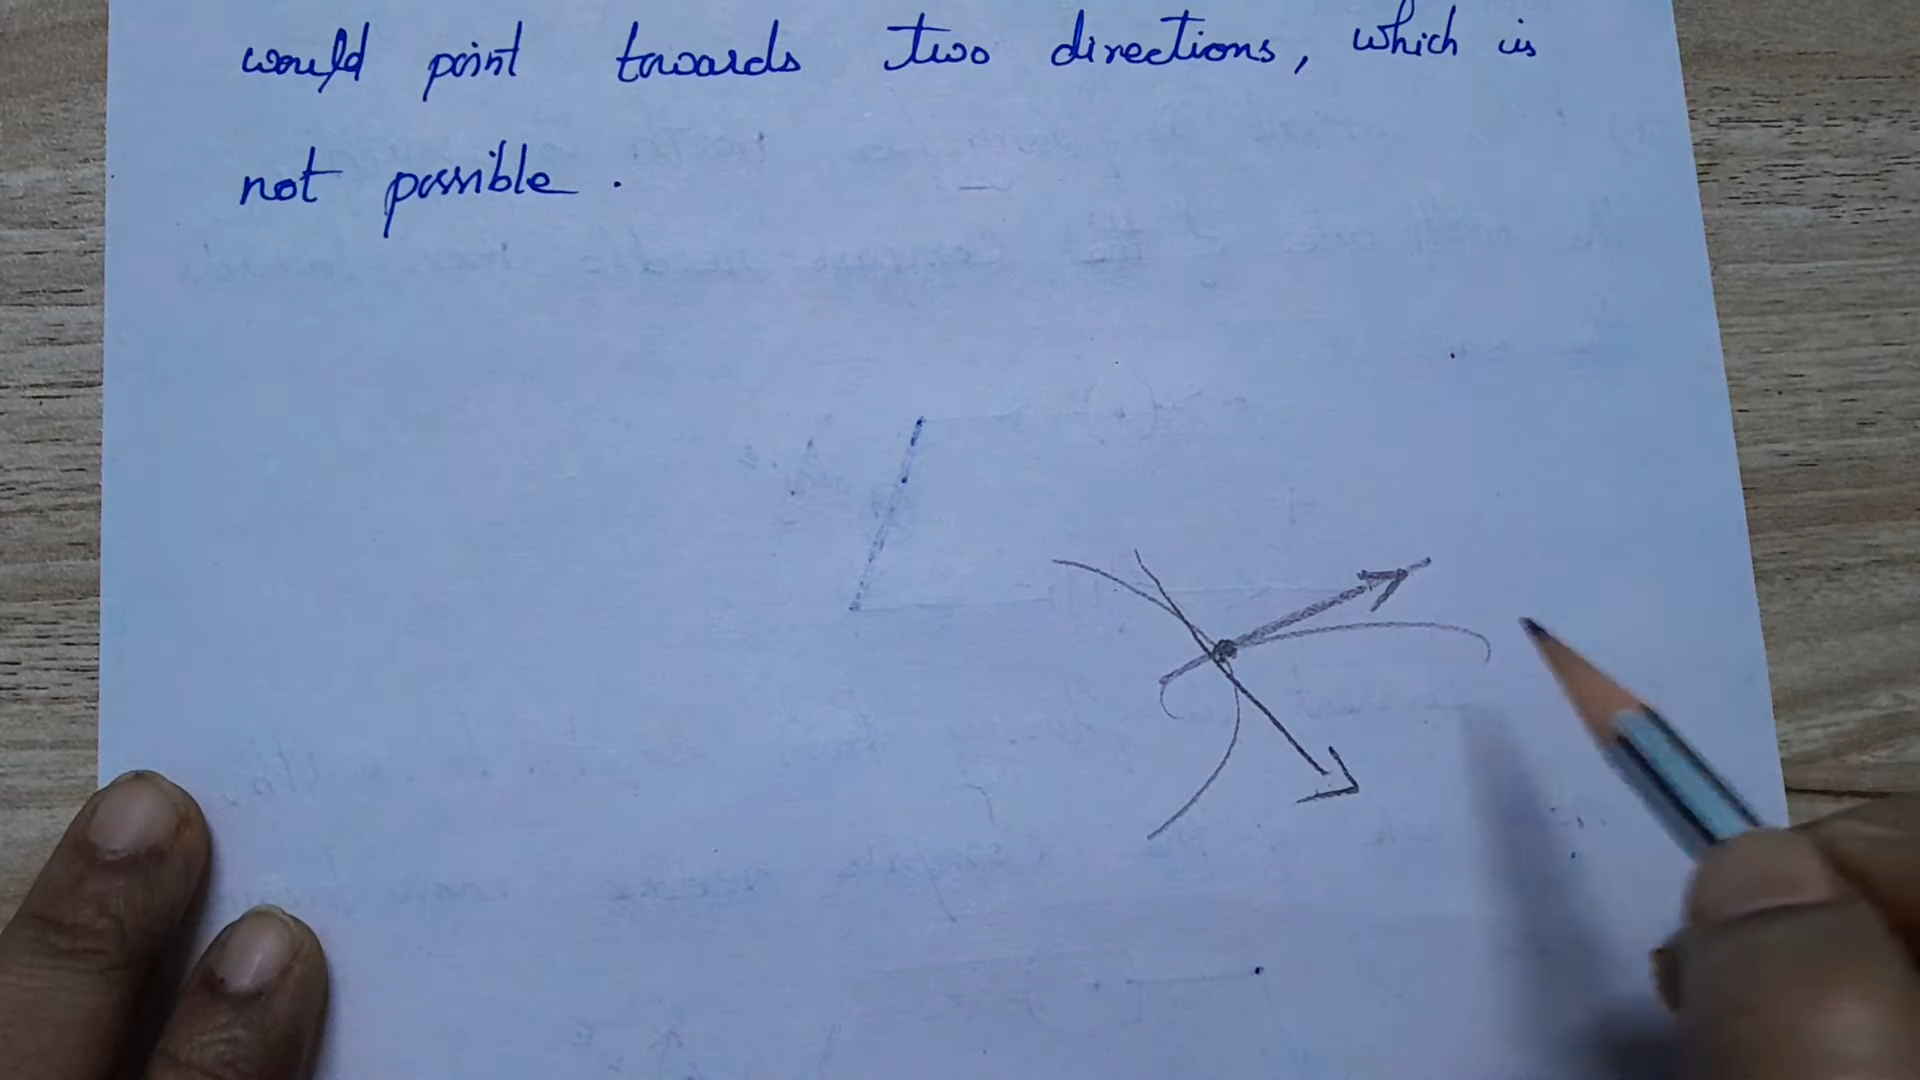 would point towards two directions, which is
not possible.